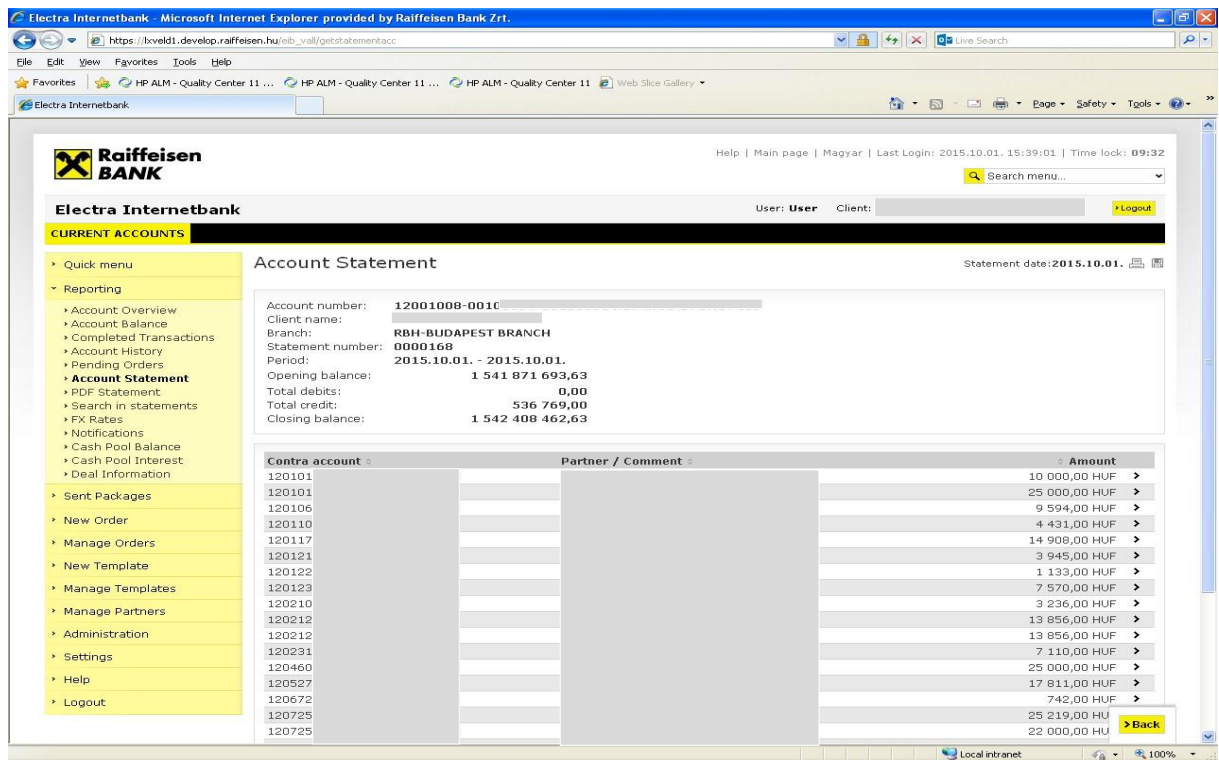 Electra Internetbank - Microsoft Internet Explorer provided by Raiffeisen Bank Zrt.
https://lxveld1.develop.raiffeisen.hu/eib_vall/getstatementacc
Live Search
File Edit View Favorites Tools Help
Favorites HP ALM - Quality Center 11 ... HP ALM - Quality Center 11 ... HP ALM - Quality Center 11 Web Slice Gallery
Electra Internetbank
Page Safety Tools
Raiffeisen
BANK
Help | Main page | Magyar | Last Login: 2015.10.01. 15:39:01 | Time lock: 09:32
Search menu...
Electra Internetbank
User: User Client:
Logout
CURRENT ACCOUNTS
Quick menu
Reporting
Account Overview
Account Balance
Completed Transactions
Account History
Pending Orders
Account Statement
PDF Statement
Search in statements
FX Rates
Notifications
Cash Pool Balance
Cash Pool Interest
Deal Information
Sent Packages
New Order
Manage Orders
New Template
Manage Templates
Manage Partners
Administration
Settings
Help
Logout
Account Statement
Statement date:2015.10.01.
Account number: 12001008-0010
Client name:
Branch: RBH-BUDAPEST BRANCH
Statement number: 0000168
Period: 2015.10.01. - 2015.10.01.
Opening balance: 1 541 871 693,63
Total debits: 0,00
Total credit: 536 769,00
Closing balance: 1 542 408 462,63
Contra account Partner / Comment Amount
120101 10 000,00 HUF
120101 25 000,00 HUF
120106 9 594,00 HUF
120110 4 431,00 HUF
120117 14 908,00 HUF
120121 3 945,00 HUF
120122 1 133,00 HUF
120123 7 570,00 HUF
120210 3 236,00 HUF
120212 13 856,00 HUF
120212 13 856,00 HUF
120231 7 110,00 HUF
120460 25 000,00 HUF
120527 17 811,00 HUF
120672 742,00 HUF
120725 25 219,00 HU
120725 22 000,00 HU
Back
Local intranet
100%